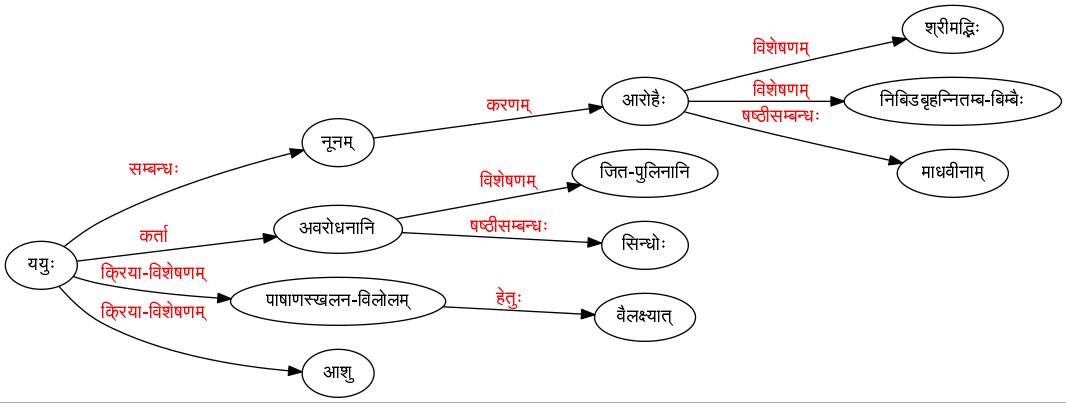 श्रीमद्भिः
विशेषणम्
विशेषणम्
निबिडबृहन्नितम्ब-बिम्बैः
आरोहैः
करणम्
षष्ठीसम्बन्धः
नूनम्
माधवीनाम्
सम्बन्धः
जित-पुलिनानि
विशेषणम्
अवरोधनानि
षष्ठीसम्बन्धः
कर्ता
सिन्धोः
ययुः
क्रिया-विशेषणम्
पाषाणस्खलन-विलोलम्
हेतुः
क्रिया-विशेषणम्
वैलक्ष्यात्
आशु